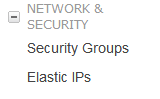 NETWORK &
SECURITY
Security Groups
Elastic IPs